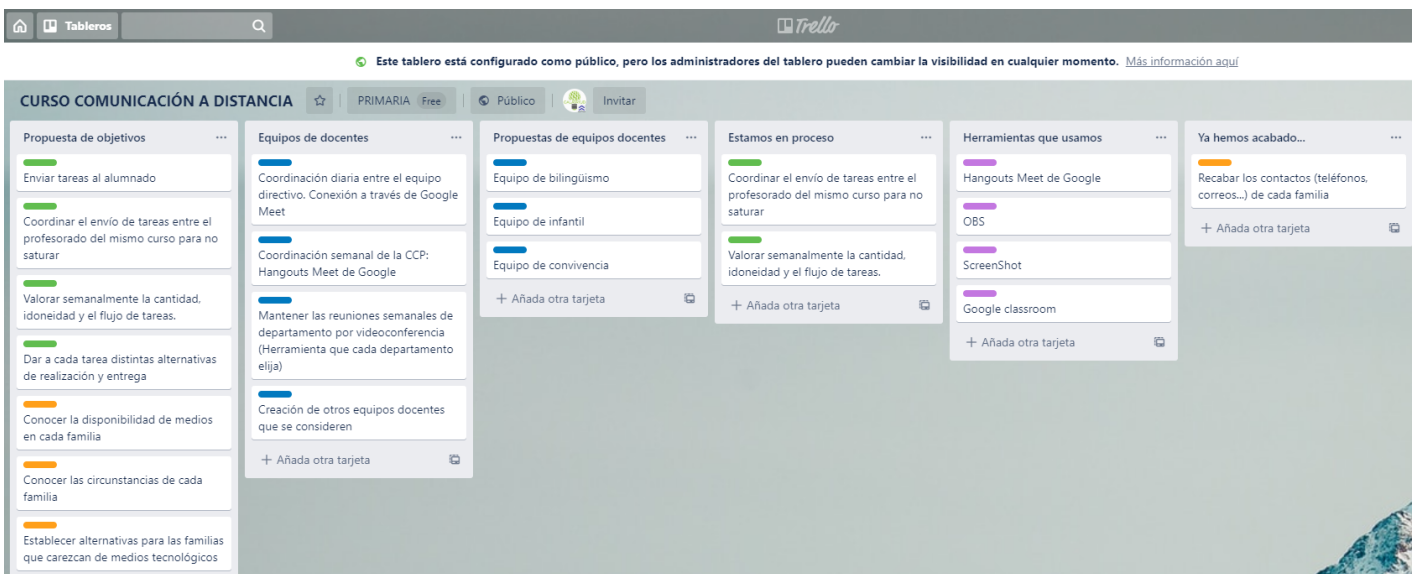 Tableros
Trello
Este tablero está configurado como público, pero los administradores del tablero pueden cambiar la visibilidad en cualquier momento. Más información aquí
CURSO COMUNICACIÓN A DISTANCIA
PRIMARIA Free
Público
Invitar
Propuesta de objetivos
Enviar tareas al alumnado
Coordinar el envío de tareas entre el
profesorado del mismo curso para no
saturar
Valorar semanalmente la cantidad,
idoneidad y el flujo de tareas.
Dar a cada tarea distintas alternativas
de realización y entrega
Conocer la disponibilidad de medios
en cada familia
Conocer las circunstancias de cada
familia
Establecer alternativas para las familias
que carezcan de medios tecnológicos
Equipos de docentes
Coordinación diaria entre el equipo
directivo. Conexión a través de Google
Meet
Coordinación semanal de la CCP:
Hangouts Meet de Google
Mantener las reuniones semanales de
departamento por videoconferencia
(Herramienta que cada departamento
elija)
Creación de otros equipos docentes
que se consideren
+ Añada otra tarjeta
Propuestas de equipos docentes
Equipo de bilingüismo
Equipo de infantil
Equipo de convivencia
+ Añada otra tarjeta
Estamos en proceso
Coordinar el envío de tareas entre el
profesorado del mismo curso para no
saturar
Valorar semanalmente la cantidad,
idoneidad y el flujo de tareas.
+ Añada otra tarjeta
Herramientas que usamos
Hangouts Meet de Google
OBS
ScreenShot
Google classroom
+ Añada otra tarjeta
Ya hemos acabado...
Recabar los contactos (teléfonos,
correos...) de cada familia
+ Añada otra tarjeta